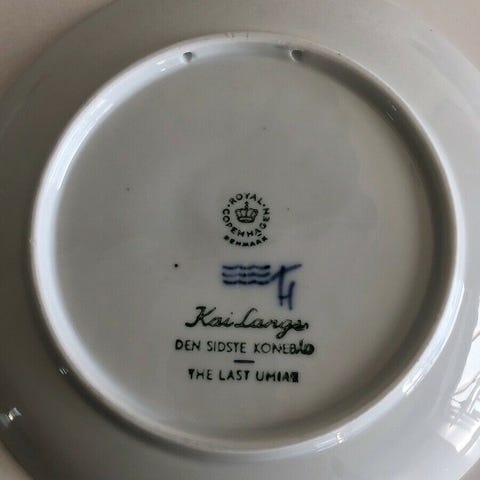 ROYAL
COPENHAGEN
DENMARK
Kai Lange
DEN SIDSTE KONEBÅD
THE LAST UMIAK